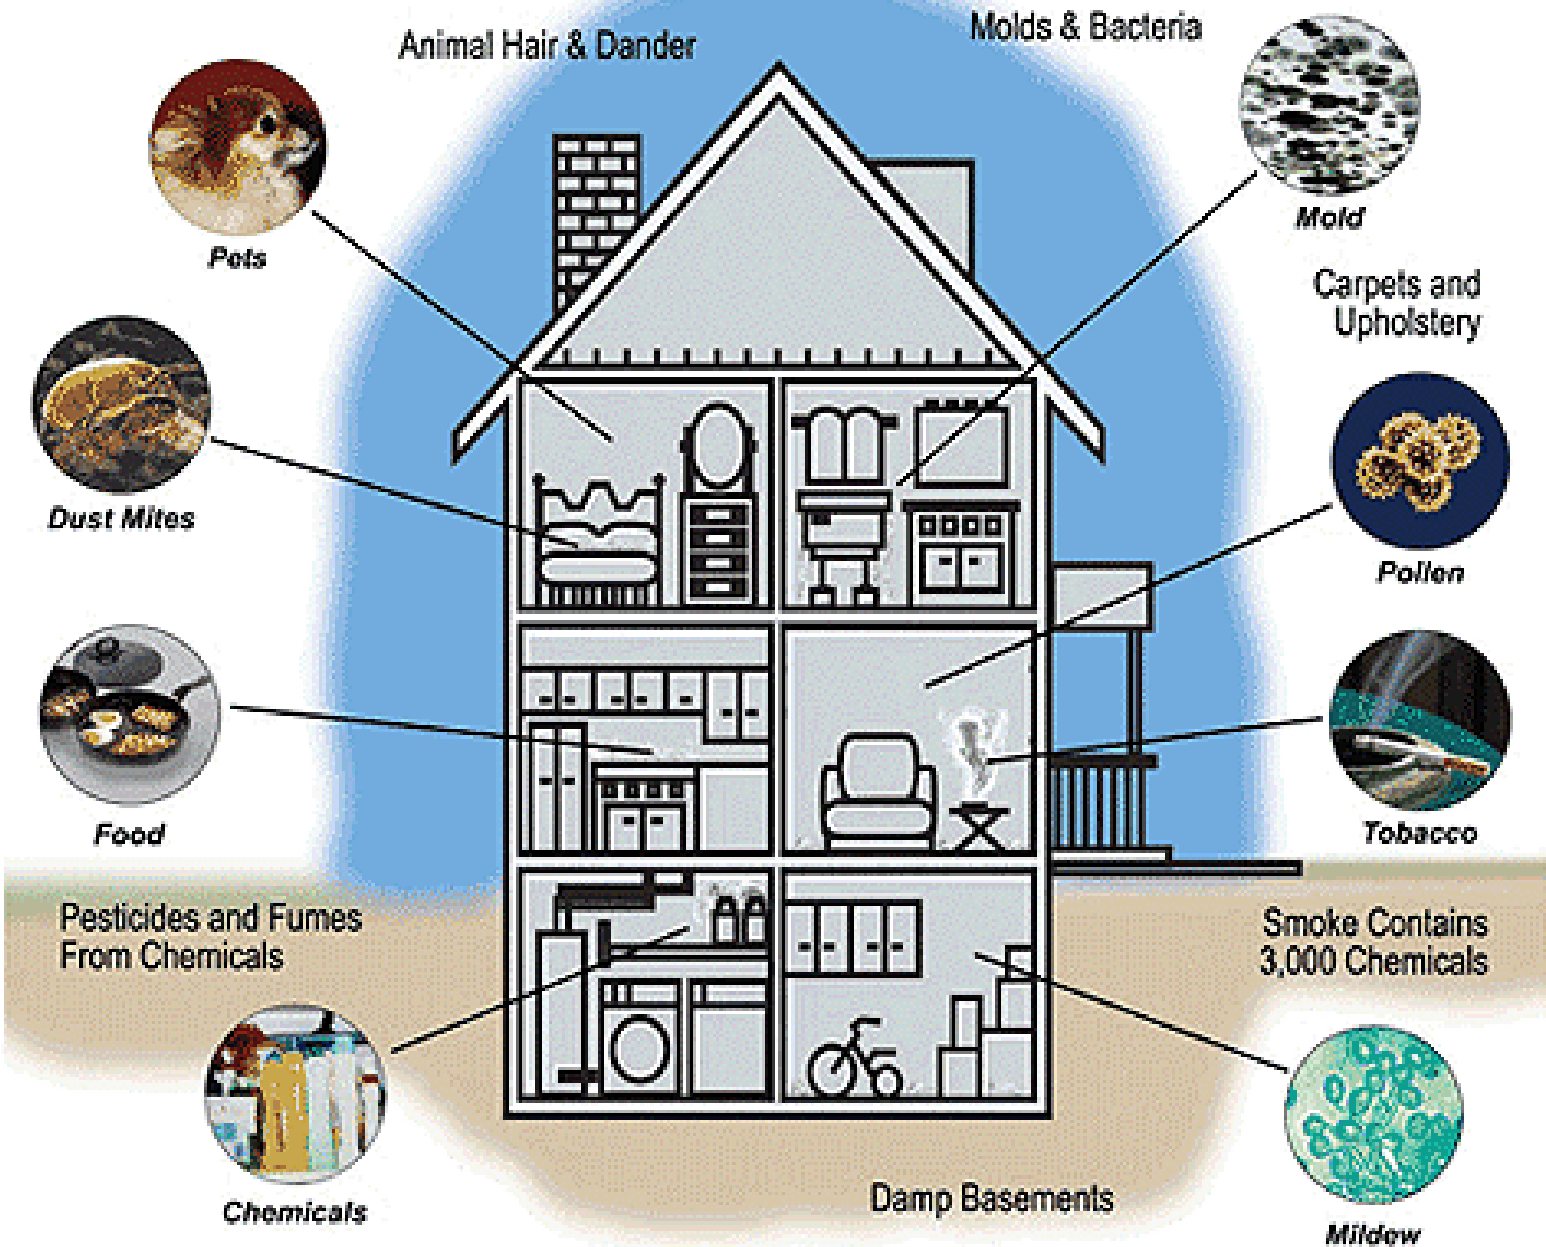 Animal Hair & Dander
Molds & Bacteria
Pets
Mold
Carpets and
Upholstery
Dust Mites
Pollen
Food
Tobacco
Pesticides and Fumes
From Chemicals
Smoke Contains
3,000 Chemicals
Chemicals
Damp Basements
Mildew